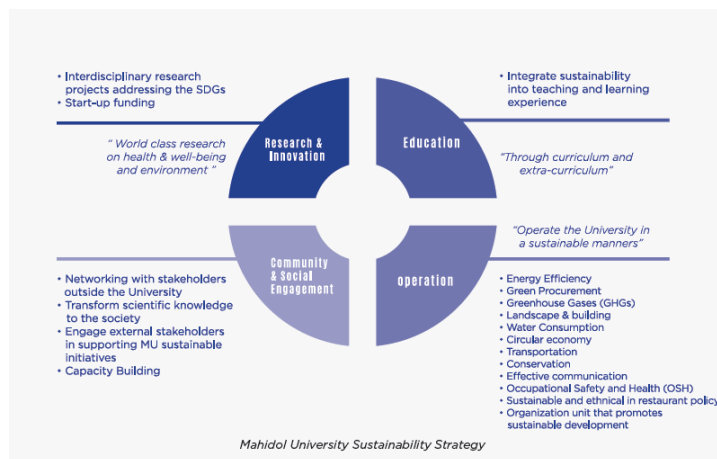 • Interdisciplinary research
projects addressing the SDGs
• Start-up funding
" World class research
on health & well-being
and environment "
Research &
Innovation
Education
• Integrate sustainability
into teaching and learning
experience
"Through curriculum and
extra-curriculum"
Community
& Social
Engagement
• Networking with stakeholders
outside the University
• Transform scientific knowledge
to the society
• Engage external stakeholders
in supporting MU sustainable
initiatives
• Capacity Building
operation
"Operate the University in
a sustainable manners"
• Energy Efficiency
• Green Procurement
• Greenhouse Gases (GHGs)
• Landscape & building
• Water Consumption
• Circular economy
• Transportation
• Conservation
• Effective communication
• Occupational Safety and Health (OSH)
• Sustainable and ethnical in restaurant policy
• Organization unit that promotes
sustainable development
Mahidol University Sustainability Strategy